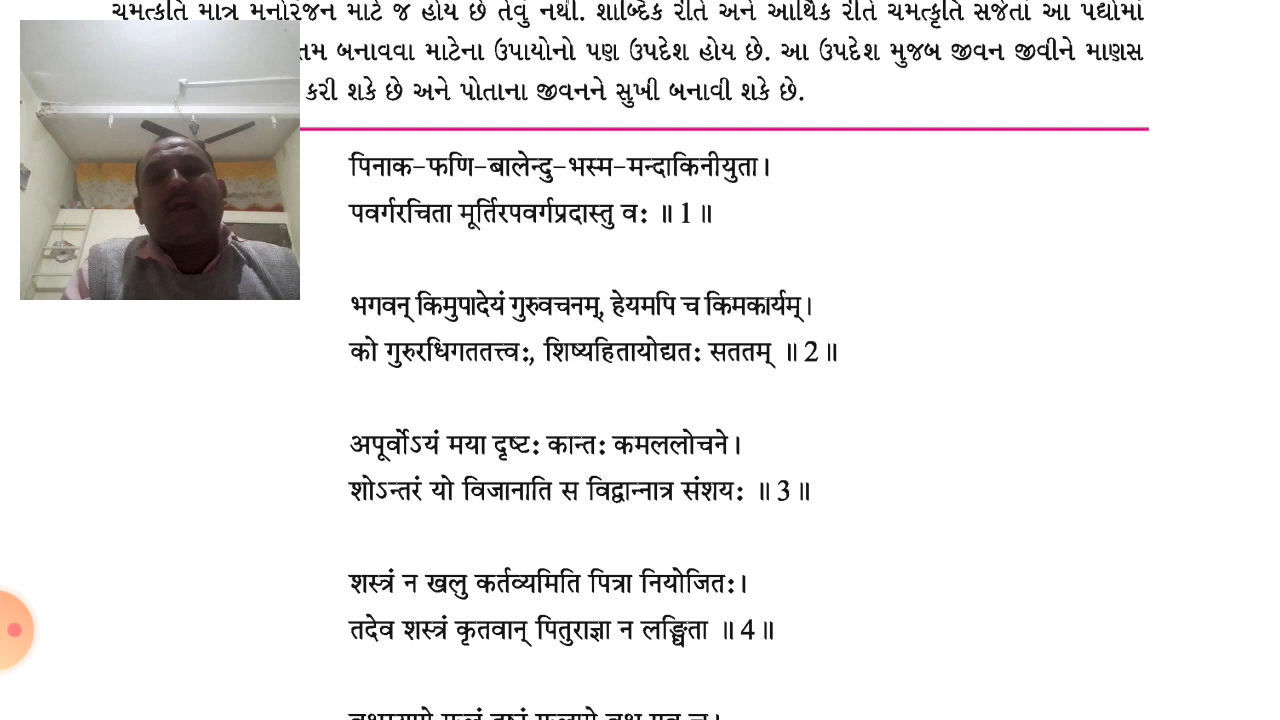 ચમત્કૃતિ માત્ર મનોરંજન માટે જ હોય છે તેવું નથી. શાબ્દિક રીતે અને આર્થિક રીતે ચમત્કૃતિ સર્જતાં આ પદ્યોમાં
બનાવવા માટેના ઉપાયોનો પણ ઉપદેશ હોય છે. આ ઉપદેશ મુજબ જીવન જીવીને માણસ
કરી શકે છે અને પોતાના જીવનને સુખી બનાવી શકે છે.
पिनाक-फणि-बालेन्दु-भस्म-मन्दाकिनीयुता।
पवर्गरचिता मूर्तिरपवर्गप्रदास्तु व: ॥ 1 ॥
भगवन् किमुपादेयं गुरुवचनम्, हेयमपि च किमकार्यम्।
को गुरुरधिगततत्त्व:, शिष्यहितायोद्यत: सततम् ॥ 2 ॥
अपूर्वोऽयं मया दृष्ट: कान्त: कमललोचने।
शोऽन्तरं यो विजानाति स विद्वान्नात्र संशय: ॥ 3 ॥
शस्त्रं न खलु कर्तव्यमिति पित्रा नियोजित:।
तदेव शस्त्रं कृतवान् पितुराज्ञा न लङ्घिता ॥ 4 ॥